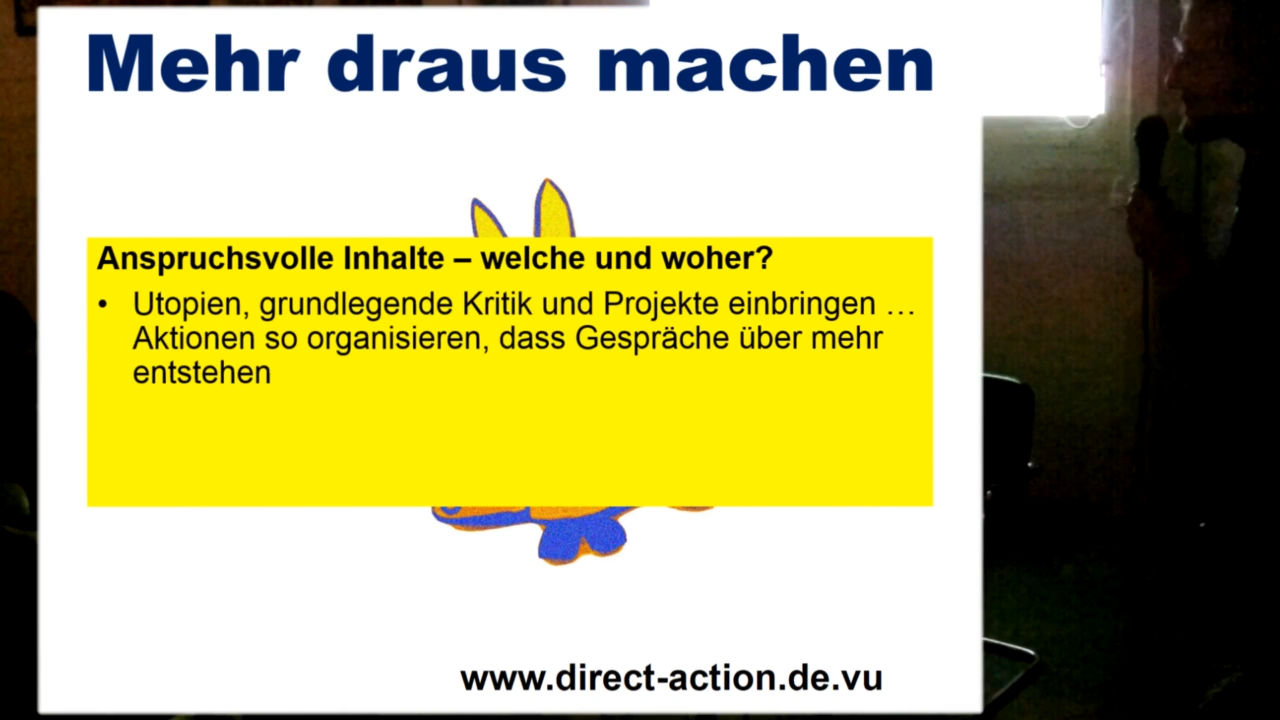 Mehr draus machen
Anspruchsvolle Inhalte – welche und woher?
• Utopien, grundlegende Kritik und Projekte einbringen …
Aktionen so organisieren, dass Gespräche über mehr
entstehen
www.direct-action.de.vu